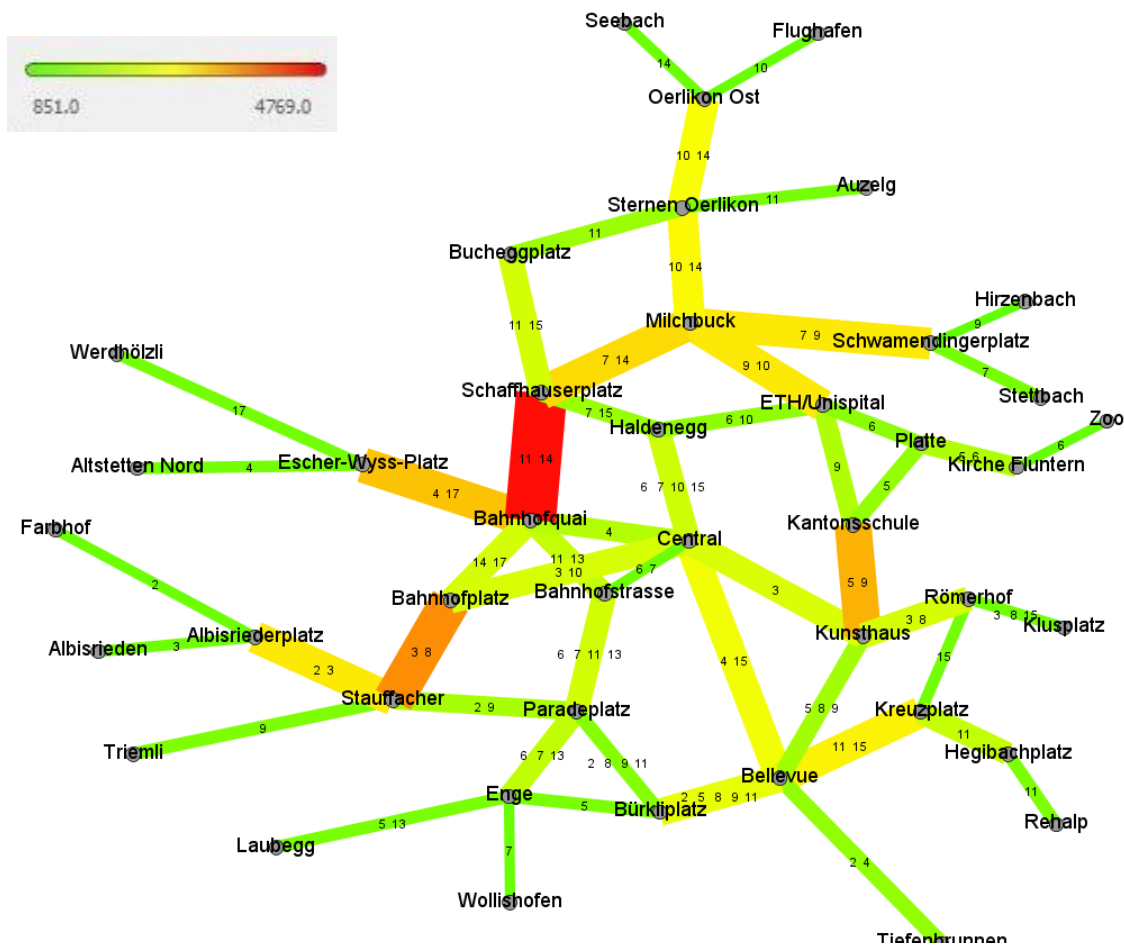 Seebach
Flughafen
14
10
851.0
4769.0
Oerlikon Ost
10 14
Auzelg
11
Sternen Oerlikon
11
Bucheggplatz
10 14
Hirzenbach
9
Milchbuck
11 15
7 9
Schwamendingerplatz
Werdhölzli
7 14
9 10
7
Schaffhauserplatz
Stettbach
ETH/Unispital
17
7 15
6 10
Haldenegg
6
Zoo
Platte
6
5 6
Altstetten Nord
4
Escher-Wyss-Platz
11 14
9
Kirche Fluntern
4 17
6 7 10 15
5
Bahnhofquai
Kantonsschule
Farbhof
4
Central
14 17
11 13
3 10
6 7
2
5 9
Bahnhofplatz
Bahnhofstrasse
3
Römerhof
3 8
3 8 15
Klusplatz
Albisriederplatz
Kunsthaus
Albisrieden
3
3 8
6 7 11 13
4 15
15
2 3
Stauffacher
2 9
Paradeplatz
5 8 9
Kreuzplatz
9
11
Triemli
6 7 13
2 8 9 11
11 15
Hegibachplatz
Bellevue
Enge
5
2 5 8 9 11
11
Bürkliplatz
Rehalp
5 13
Laubegg
7
2 4
Wollishofen
Tiefenbrunnen